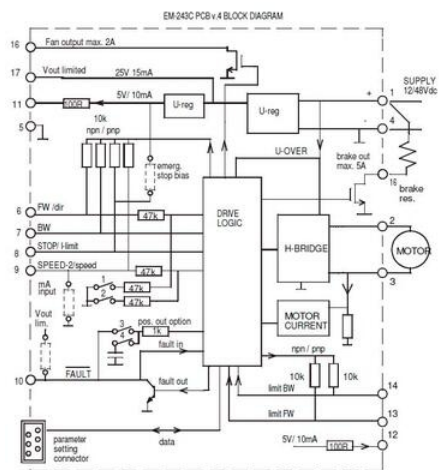 EM-243C PCB v.4 BLOCK DIAGRAM
16 Fan output max. 2A
17 Vout limited 25V 15mA
11 100R 5V/ 10mA U-reg U-reg + 1 SUPPLY 12/48Vdc
5 10k - 4
npn / pnp
emerg. stop bias
U-OVER
brake out max. 5A
16
brake res.
6 FW /dir 47k
7 BW
8 STOP/ I-limit
9 SPEED-2/speed 47k
DRIVE LOGIC
H-BRIDGE
2
MOTOR
3
mA input
1 47k
2 47k
MOTOR CURRENT
Vout lim.
pos. out option
3 1k
4
fault in
npn / pnp
10k 10k
10 FAULT
fault out
limit BW 14
limit FW 13
5V/ 10mA 100R 12
parameter setting connector
data